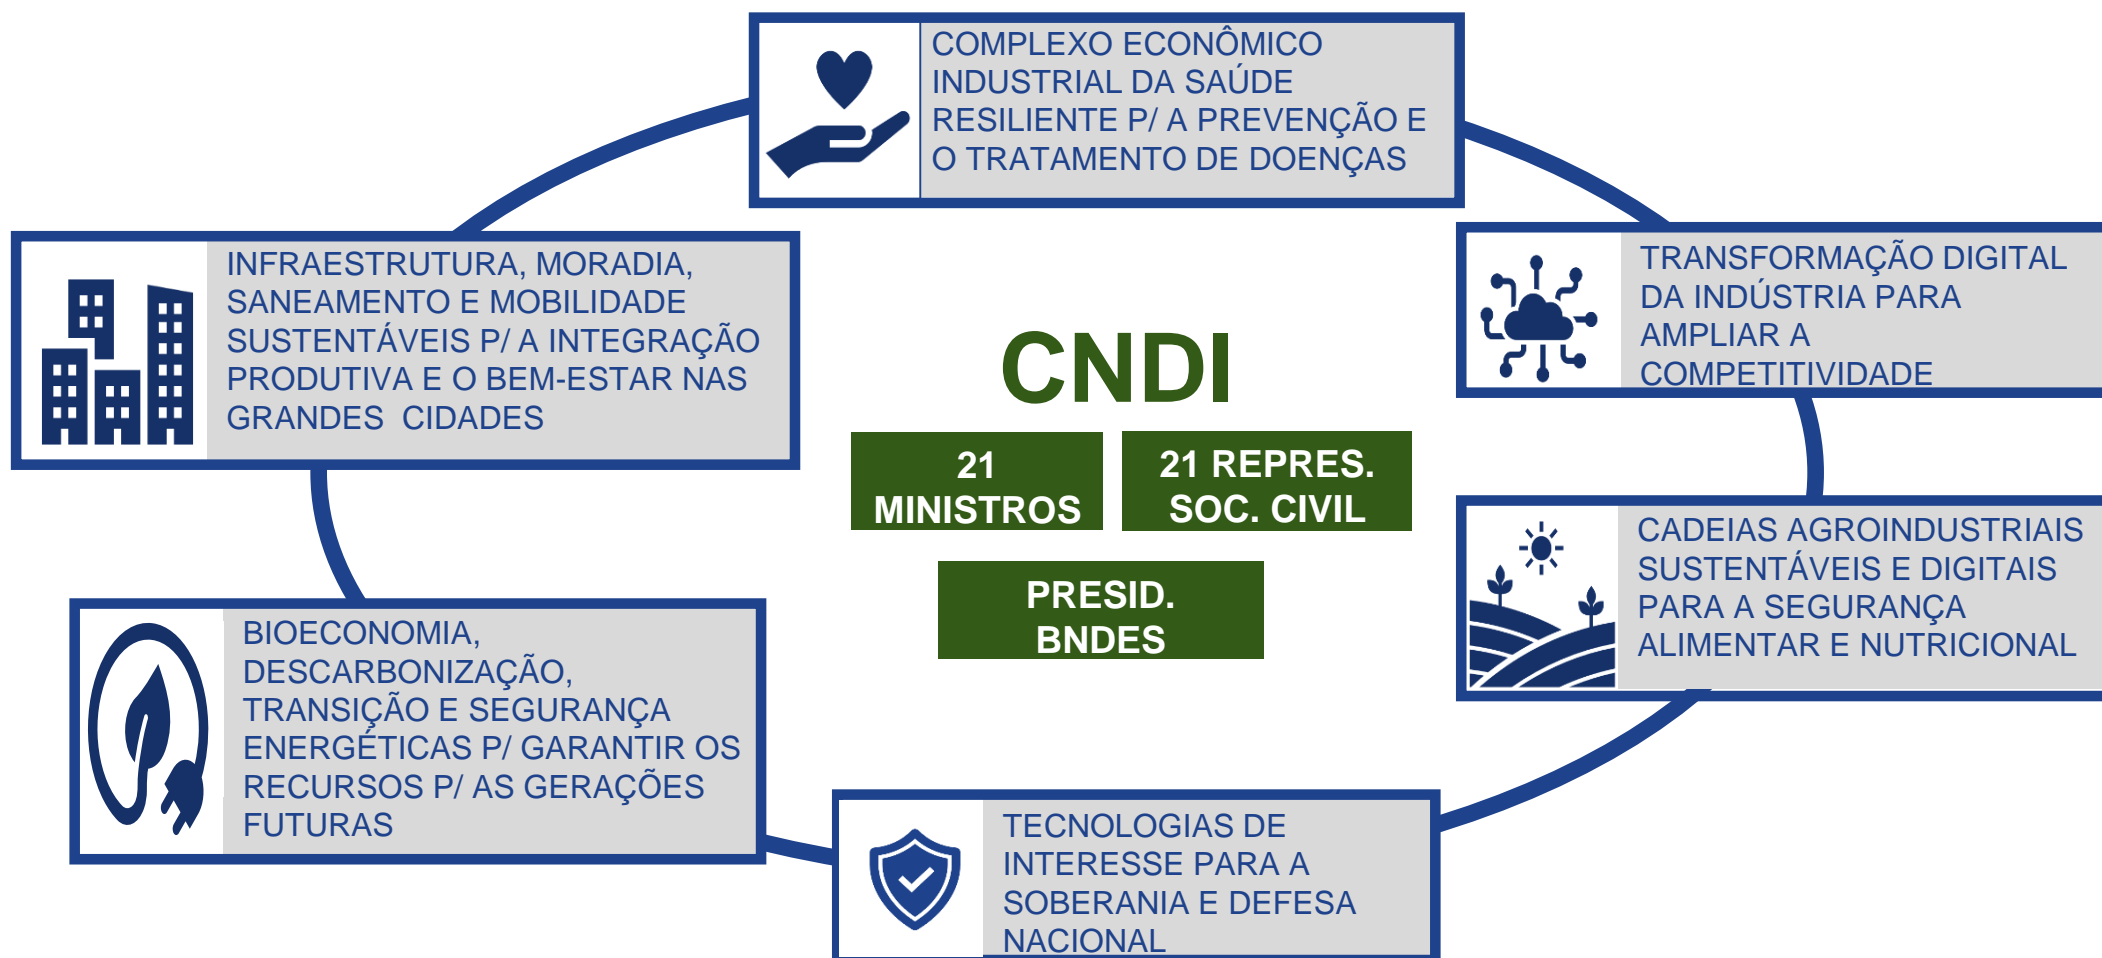 COMPLEXO ECONÔMICO
INDUSTRIAL DA SAÚDE
RESILIENTE P/ A PREVENÇÃO E
O TRATAMENTO DE DOENÇAS
INFRAESTRUTURA, MORADIA,
SANEAMENTO E MOBILIDADE
SUSTENTÁVEIS P/ A INTEGRAÇÃO
PRODUTIVA E O BEM-ESTAR NAS
GRANDES CIDADES
TRANSFORMAÇÃO DIGITAL
DA INDÚSTRIA PARA
AMPLIAR A
COMPETITIVIDADE
CNDI
21
MINISTROS
21 REPRES.
SOC. CIVIL
PRESID.
BNDES
CADEIAS AGROINDUSTRIAIS
SUSTENTÁVEIS E DIGITAIS
PARA A SEGURANÇA
ALIMENTAR E NUTRICIONAL
BIOECONOMIA,
DESCARBONIZAÇÃO,
TRANSIÇÃO E SEGURANÇA
ENERGÉTICAS P/ GARANTIR OS
RECURSOS P/ AS GERAÇÕES
FUTURAS
TECNOLOGIAS DE
INTERESSE PARA A
SOBERANIA E DEFESA
NACIONAL